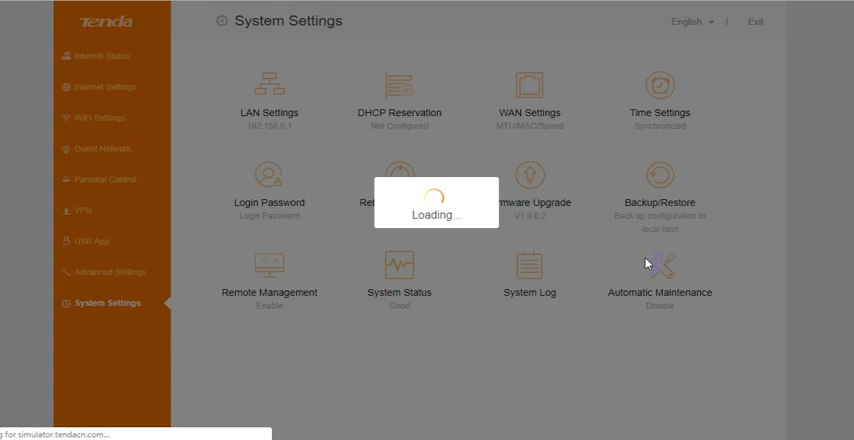 Tenda
System Settings
English
|
Exit
Internet Status
Internet Settings
WiFi Settings
Guest Network
Parental Control
VPN
USB App
Advanced Settings
System Settings
LAN Settings
192.168.0.1
DHCP Reservation
Not Configured
WAN Settings
MTU/MAC/Speed
Time Settings
Synchronized
Login Password
Login Password
Reb
rmware Upgrade
V1.0.0.2
Backup/Restore
Back up configuration to
local host
Loading...
Remote Management
Enable
System Status
Good
System Log
Automatic Maintenance
Disable
g for simulator.tendacn.com...